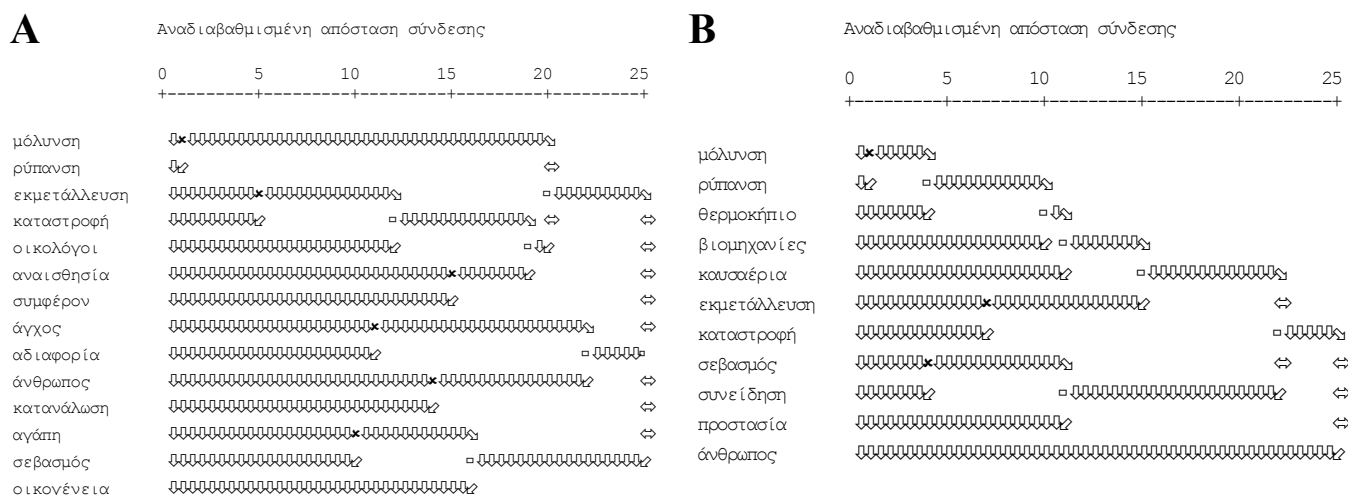 A
Αναδιαβαθμισμένη απόσταση σύνδεσης
0 5 10 15 20 25
μόλυνση
ρύπανση
εκμετάλλευση
καταστροφή
οικολόγοι
αναισθησία
συμφέρον
άγχος
αδιαφορία
άνθρωπος
κατανάλωση
αγάπη
σεβασμός
οικογένεια
B
Αναδιαβαθμισμένη απόσταση σύνδεσης
0 5 10 15 20 25
μόλυνση
ρύπανση
θερμοκήπιο
βιομηχανίες
καυσαέρια
εκμετάλλευση
καταστροφή
σεβασμός
συνείδηση
προστασία
άνθρωπος